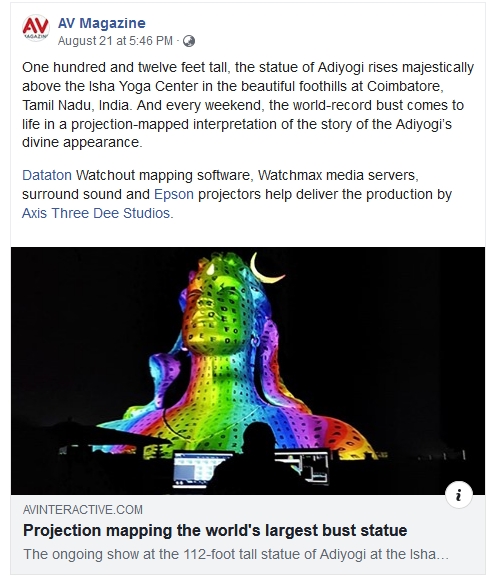 AV
MAGAZINE
AV Magazine
August 21 at 5:46 PM ·
One hundred and twelve feet tall, the statue of Adiyogi rises majestically
above the Isha Yoga Center in the beautiful foothills at Coimbatore,
Tamil Nadu, India. And every weekend, the world-record bust comes to
life in a projection-mapped interpretation of the story of the Adiyogi's
divine appearance.
Dataton Watchout mapping software, Watchmax media servers,
surround sound and Epson projectors help deliver the production by
Axis Three Dee Studios.
i
AVINTERACTIVE.COM
Projection mapping the world's largest bust statue
The ongoing show at the 112-foot tall statue of Adiyogi at the Isha…